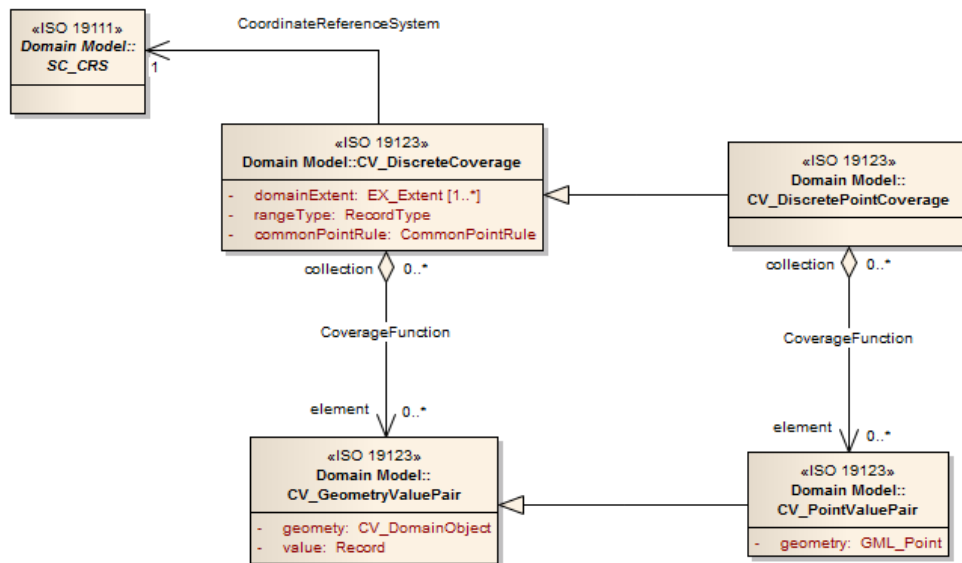 «ISO 19111»
Domain Model::
SC_CRS
CoordinateReferenceSystem
1
«ISO 19123»
Domain Model::CV_DiscreteCoverage
- domainExtent: EX_Extent [1..*]
- rangeType: RecordType
- commonPointRule: CommonPointRule
«ISO 19123»
Domain Model::
CV_DiscretePointCoverage
collection 0..*
CoverageFunction
element 0..*
collection 0..*
CoverageFunction
element 0..*
«ISO 19123»
Domain Model::
CV_GeometryValuePair
- geomety: CV_DomainObject
- value: Record
«ISO 19123»
Domain Model::
CV_PointValuePair
- geometry: GML_Point